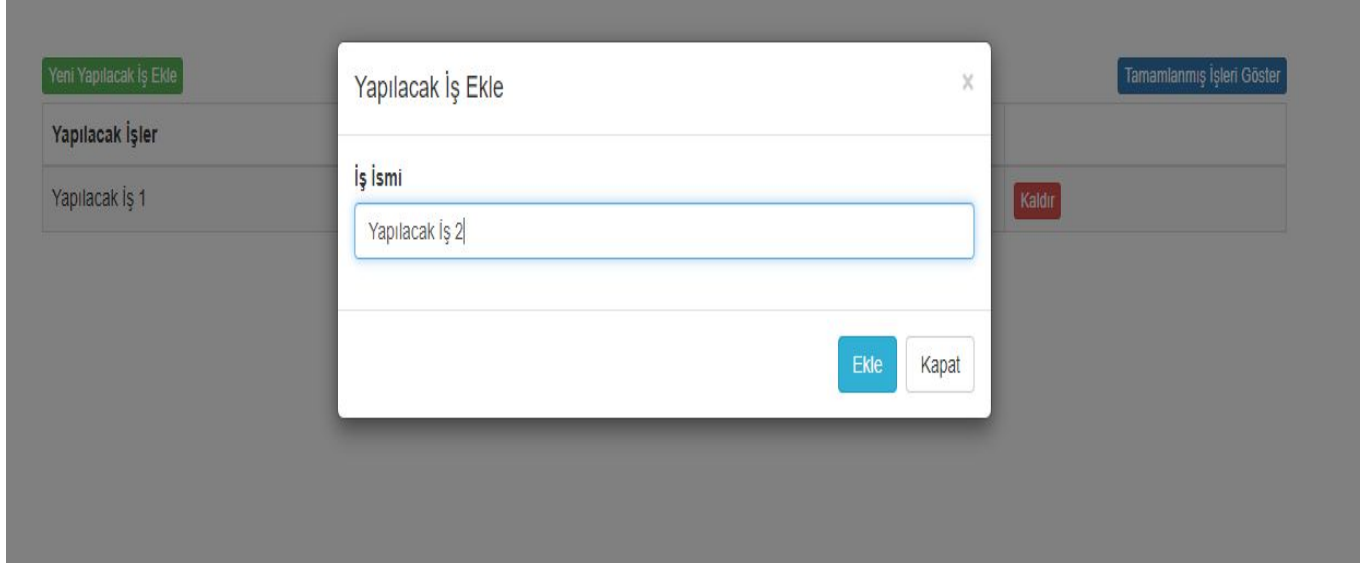 Yeni Yapılacak İş Ekle
Tamamlanmış İşleri Göster
Yapılacak İşler
Yapılacak İş 1
Kaldır
Yapılacak İş Ekle
x
İş İsmi
Yapılacak İş 2
Ekle
Kapat